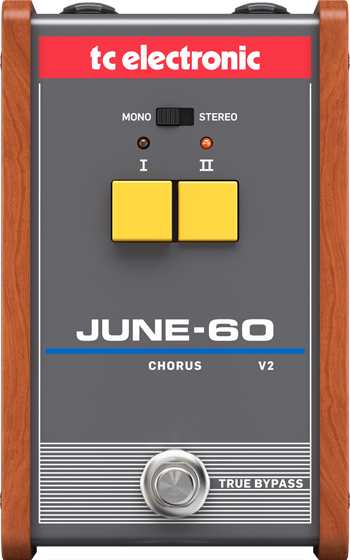 tc electronic
MONO STEREO
I II
JUNE-60
CHORUS V2
TRUE BYPASS